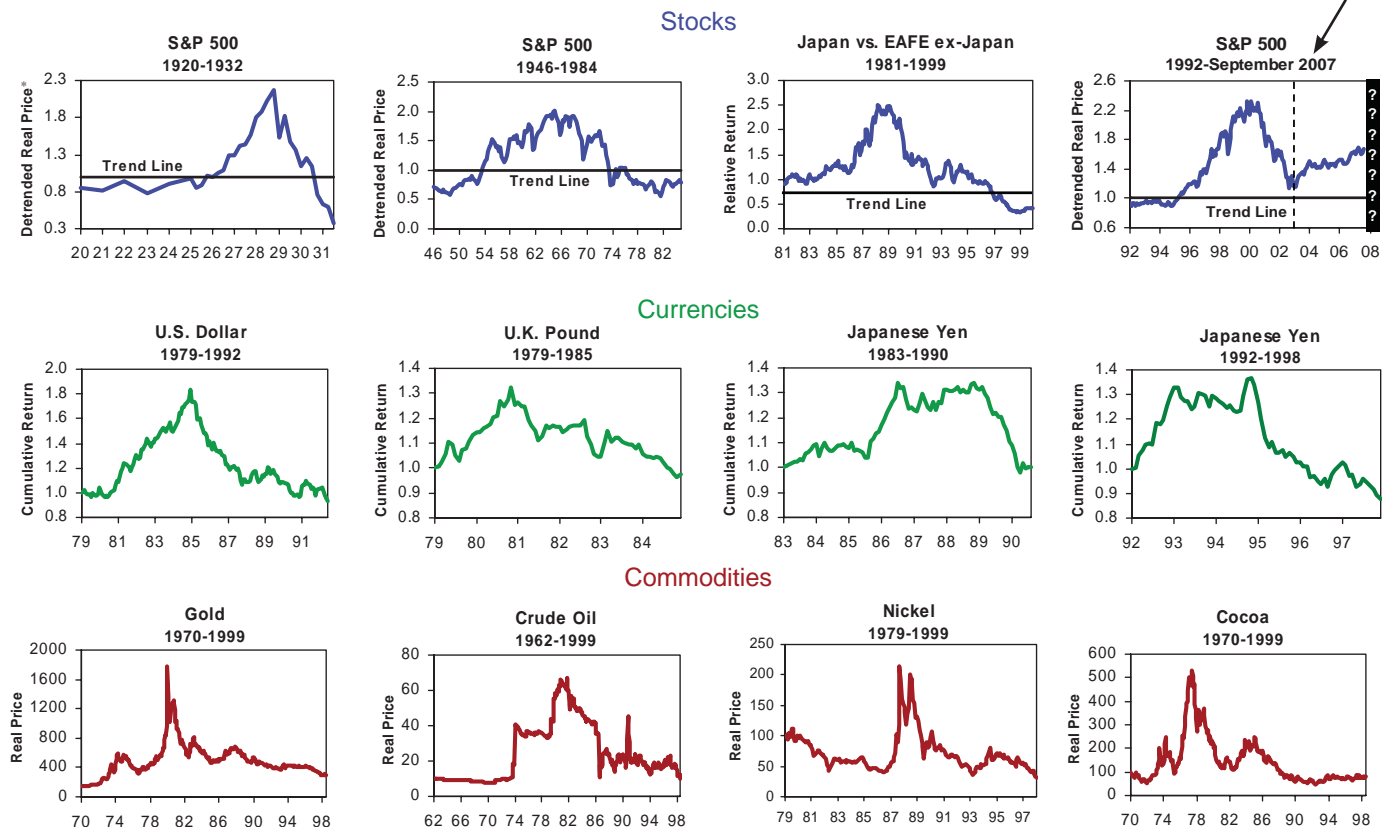 Stocks
S&P 500
1920-1932
Detrended Real Price*
2.3
1.8
1.3
0.8
0.3
Trend Line
20 21 22 23 24 25 26 27 28 29 30 31
S&P 500
1946-1984
Detrended Real Price
2.5
2.0
1.5
1.0
0.5
0.0
Trend Line
46 50 54 58 62 66 70 74 78 82
Japan vs. EAFE ex-Japan
1981-1999
Relative Return
3.0
2.5
2.0
1.5
1.0
0.5
0.0
Trend Line
81 83 85 87 89 91 93 95 97 99
S&P 500
1992-September 2007
Detrended Real Price
2.6
2.2
1.8
1.4
1.0
0.6
Trend Line
92 94 96 98 00 02 04 06 08
?
?
?
?
?
?
?
Currencies
U.S. Dollar
1979-1992
Cumulative Return
2.0
1.8
1.6
1.4
1.2
1.0
0.8
79 81 83 85 87 89 91
U.K. Pound
1979-1985
Cumulative Return
1.4
1.3
1.2
1.1
1.0
0.9
0.8
79 80 81 82 83 84
Japanese Yen
1983-1990
Cumulative Return
1.4
1.3
1.2
1.1
1.0
0.9
0.8
83 84 85 86 87 88 89 90
Japanese Yen
1992-1998
Cumulative Return
1.4
1.3
1.2
1.1
1.0
0.9
0.8
92 93 94 95 96 97
Commodities
Gold
1970-1999
Real Price
2000
1600
1200
800
400
0
70 74 78 82 86 90 94 98
Crude Oil
1962-1999
Real Price
80
60
40
20
0
62 66 70 74 78 82 86 90 94 98
Nickel
1979-1999
Real Price
250
200
150
100
50
0
79 81 83 85 87 89 91 93 95 97
Cocoa
1970-1999
Real Price
600
500
400
300
200
100
0
70 74 78 82 86 90 94 98